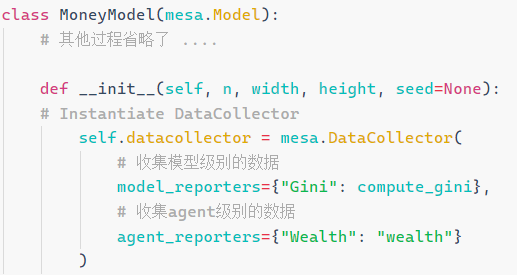 class MoneyModel(mesa.Model):
    # 其他过程省略了 ....

    def __init__(self, n, width, height, seed=None):
    # Instantiate DataCollector
        self.datacollector = mesa.DataCollector(
            # 收集模型级别的数据
            model_reporters={"Gini": compute_gini},
            # 收集agent级别的数据
            agent_reporters={"Wealth": "wealth"}
        )